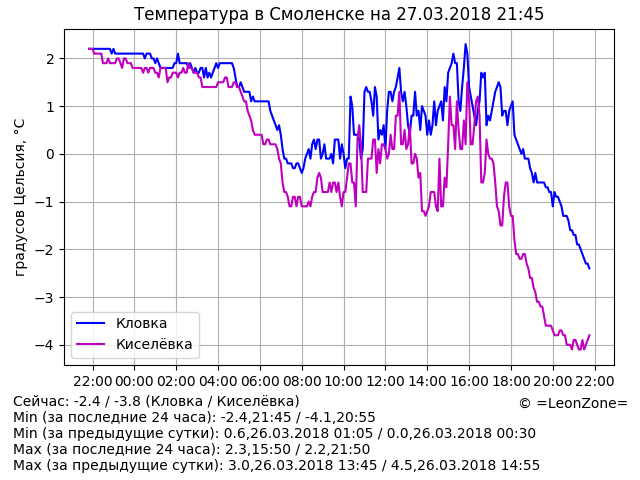 Температура в Смоленске на 27.03.2018 21:45
градусов Цельсия, °C
2
1
0
−1
−2
−3
−4
Кловка
Киселёвка
22:00 00:00 02:00 04:00 06:00 08:00 10:00 12:00 14:00 16:00 18:00 20:00 22:00
Сейчас: -2.4 / -3.8 (Кловка / Киселёвка)
© =LeonZone=
Min (за последние 24 часа): -2.4,21:45 / -4.1,20:55
Min (за предыдущие сутки): 0.6,26.03.2018 01:05 / 0.0,26.03.2018 00:30
Max (за последние 24 часа): 2.3,15:50 / 2.2,21:50
Max (за предыдущие сутки): 3.0,26.03.2018 13:45 / 4.5,26.03.2018 14:55